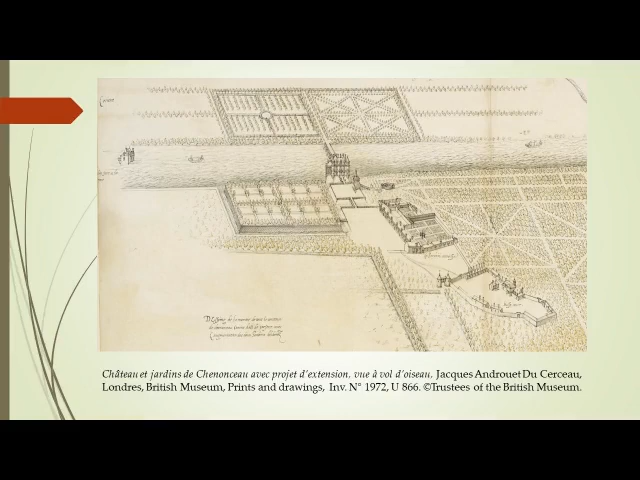 Château et jardins de Chenonceau avec projet d'extension, vue à vol d'oiseau, Jacques Androuet Du Cerceau,
Londres, British Museum, Prints and drawings, Inv. N° 1972, U 866. ©Trustees of the British Museum.